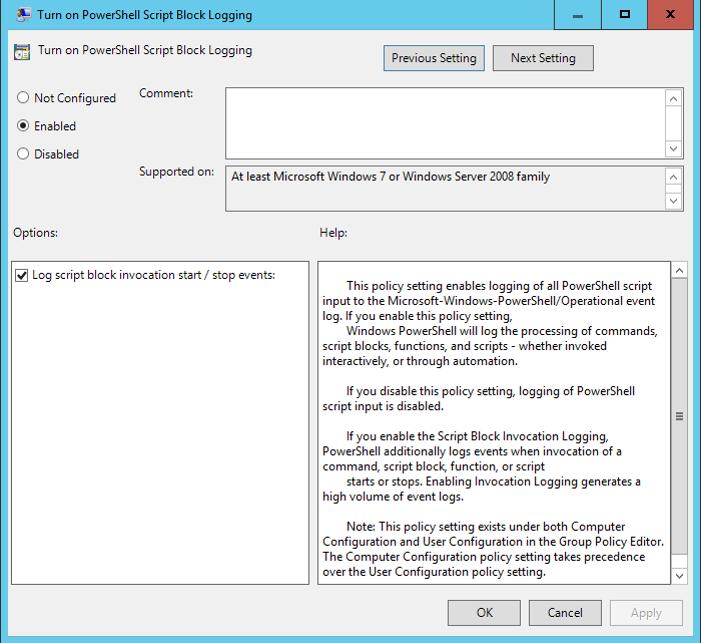 Turn on PowerShell Script Block Logging
Turn on PowerShell Script Block Logging
Previous Setting
Next Setting
Not Configured
Comment:
Enabled
Disabled
Supported on:
At least Microsoft Windows 7 or Windows Server 2008 family
Options:
Help:
Log script block invocation start / stop events:
This policy setting enables logging of all PowerShell script
input to the Microsoft-Windows-PowerShell/Operational event
log. If you enable this policy setting,
Windows PowerShell will log the processing of commands,
script blocks, functions, and scripts - whether invoked
interactively, or through automation.
If you disable this policy setting, logging of PowerShell
script input is disabled.
If you enable the Script Block Invocation Logging,
PowerShell additionally logs events when invocation of a
command, script block, function, or script
starts or stops. Enabling Invocation Logging generates a
high volume of event logs.
Note: This policy setting exists under both Computer
Configuration and User Configuration in the Group Policy Editor.
The Computer Configuration policy setting takes precedence
over the User Configuration policy setting.
OK
Cancel
Apply